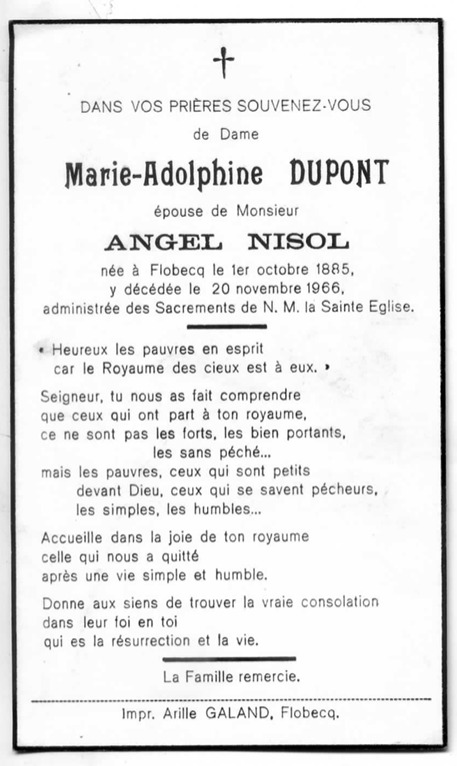 DANS VOS PRIÈRES SOUVENEZ-VOUS
de Dame
Marie-Adolphine DUPONT
épouse de Monsieur
ANGEL NISOL
née à Flobecq le 1er octobre 1885,
y décédée le 20 novembre 1966,
administrée des Sacrements de N. M. la Sainte Eglise.
« Heureux les pauvres en esprit
car le Royaume des cieux est à eux. »
Seigneur, tu nous as fait comprendre
que ceux qui ont part à ton royaume,
ce ne sont pas les forts, les bien portants,
les sans péché...
mais les pauvres, ceux qui sont petits
devant Dieu, ceux qui se savent pécheurs,
les simples, les humbles...
Accueille dans la joie de ton royaume
celle qui nous a quitté
après une vie simple et humble.
Donne aux siens de trouver la vraie consolation
dans leur foi en toi
qui es la résurrection et la vie.
La Famille remercie.
Impr. Arille GALAND, Flobecq.